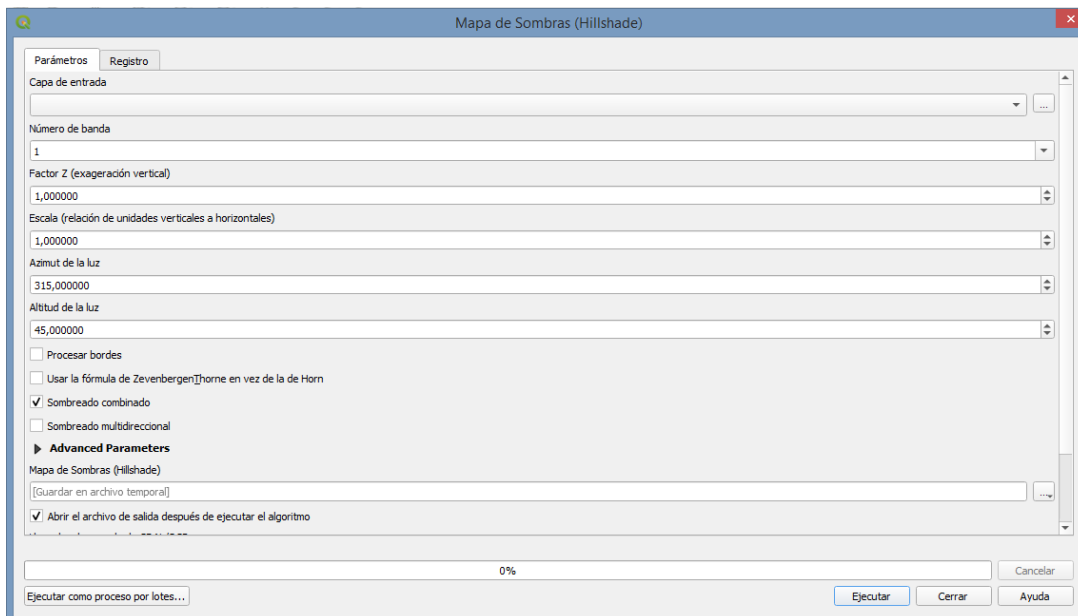 Mapa de Sombras (Hillshade)
Parámetros Registro
Capa de entrada
...
Número de banda
1
Factor Z (exageración vertical)
1,000000
Escala (relación de unidades verticales a horizontales)
1,000000
Azimut de la luz
315,000000
Altitud de la luz
45,000000
Procesar bordes
Usar la fórmula de ZevenbergenThorne en vez de la de Horn
Sombreado combinado
Sombreado multidireccional
Advanced Parameters
Mapa de Sombras (Hillshade)
[Guardar en archivo temporal] ...
Abrir el archivo de salida después de ejecutar el algoritmo
0% Cancelar
Ejecutar como proceso por lotes... Ejecutar Cerrar Ayuda